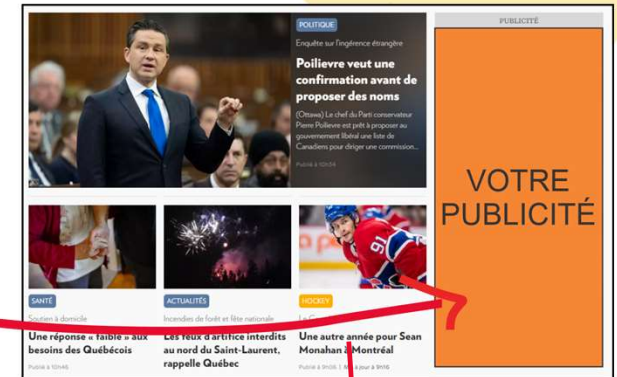 PUBLICITÉ
POLITIQUE
Enquête sur l'ingérence étrangère
Poilievre veut une
confirmation avant de
proposer des noms
(Ottawa) Le chef du Parti conservateur
Pierre Poilievre est prêt à proposer au
gouvernement libéral une liste de
Canadiens pour diriger une commission...
Publié à 10h54
VOTRE
PUBLICITÉ
91
SANTÉ
Soutien à domicile
Une réponse « faible » aux
besoins des Québécois
Publié à 10h46
ACTUALITÉS
Incendies de forêt et fête nationale
Les feux d'artifice interdits
au nord du Saint-Laurent,
rappelle Québec
HOCKEY
Une autre année pour Sean
Monahan à Montréal
Publié à 9h06 | Mis à jour à 9h16